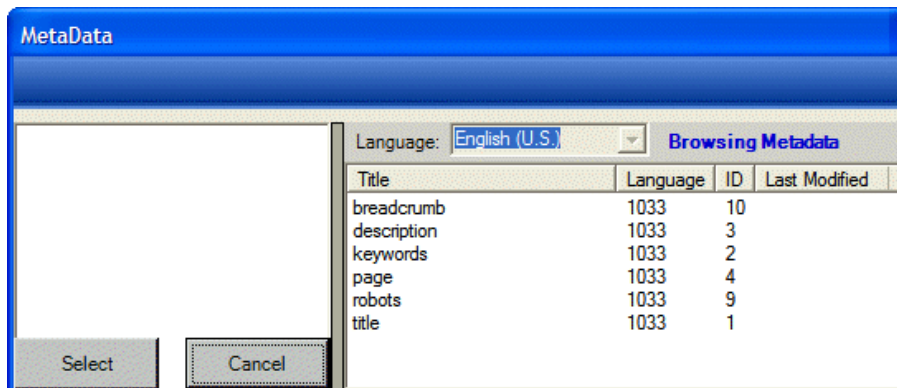 MetaData
Language: English (U.S.) Browsing Metadata
Title Language ID Last Modified
breadcrumb 1033 10
description 1033 3
keywords 1033 2
page 1033 4
robots 1033 9
title 1033 1
Select Cancel